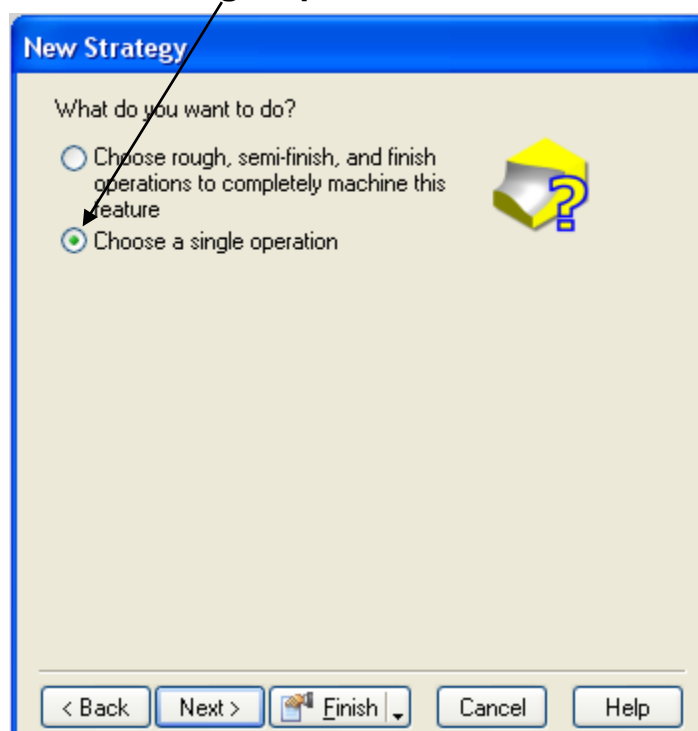 New Strategy
What do you want to do?
Choose rough, semi-finish, and finish
operations to completely machine this
feature
Choose a single operation
?
< Back Next > Finish Cancel Help